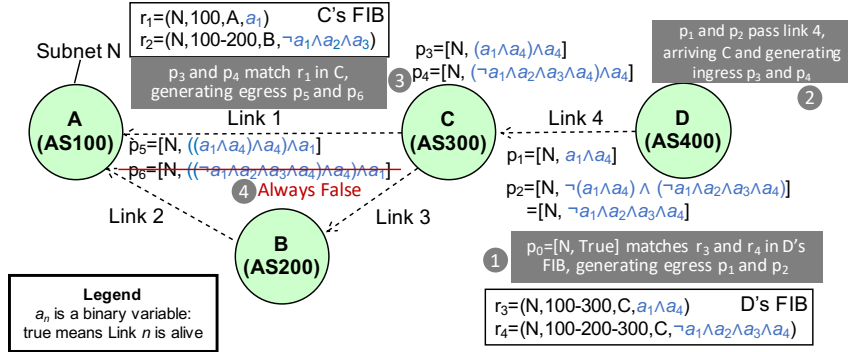 r₁=(N,100,A,a₁)
C's FIB
r₂=(N,100-200,B,¬a₁∧a₂∧a₃)
Subnet N
p₃ and p₄ match r₁ in C,
generating egress p₅ and p₆
3
p₃=[N, (a₁∧a₄)∧a₄]
p₄=[N, (¬a₁∧a₂∧a₃∧a₄)∧a₄]
p₁ and p₂ pass link 4,
arriving C and generating
ingress p₃ and p₄
2
A
(AS100)
Link 1
C
(AS300)
Link 4
D
(AS400)
p₅=[N, ((a₁∧a₄)∧a₄)∧a₁]
p₆=[N, ((¬a₁∧a₂∧a₃∧a₄)∧a₄)∧a₁]
4 Always False
p₁=[N, a₁∧a₄]
p₂=[N, ¬(a₁∧a₄) ∧ (¬a₁∧a₂∧a₃∧a₄)]
=[N, ¬a₁∧a₂∧a₃∧a₄]
Link 2
Link 3
B
(AS200)
1
p₀=[N, True] matches r₃ and r₄ in D's
FIB, generating egress p₁ and p₂
Legend
aₙ is a binary variable:
true means Link n is alive
r₃=(N,100-300,C,a₁∧a₄)
D's FIB
r₄=(N,100-200-300,C,¬a₁∧a₂∧a₃∧a₄)